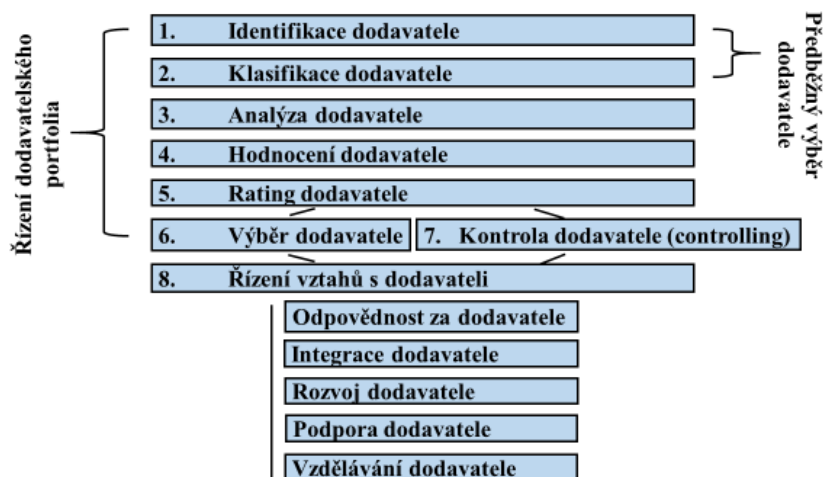 Řízení dodavatelského
portfolia
1. Identifikace dodavatele
2. Klasifikace dodavatele
Předběžný výběr
dodavatele
3. Analýza dodavatele
4. Hodnocení dodavatele
5. Rating dodavatele
6. Výběr dodavatele
7. Kontrola dodavatele (controlling)
8. Řízení vztahů s dodavateli
Odpovědnost za dodavatele
Integrace dodavatele
Rozvoj dodavatele
Podpora dodavatele
Vzdělávání dodavatele